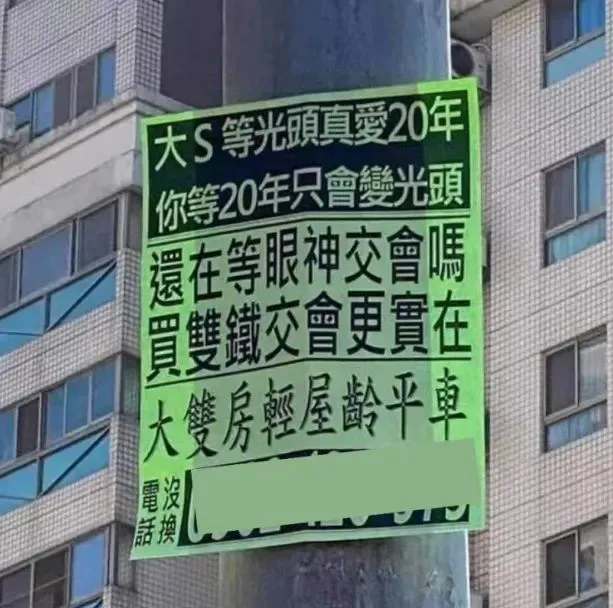 大S等光頭真愛20年
你等20年只會變光頭
還在等眼神交會嗎
買雙鐵交會更實在
大雙房輕屋齡平車
電話沒換